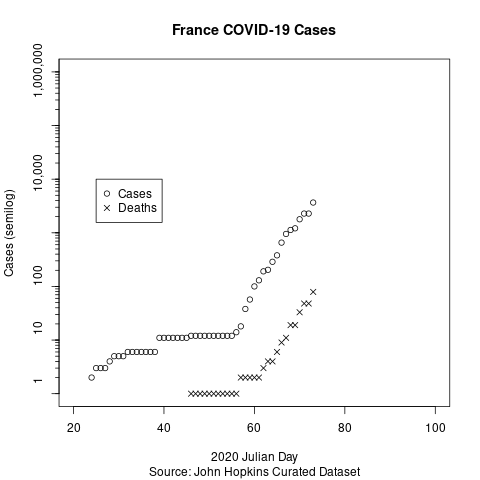 France COVID-19 Cases
1,000,000
10,000
100
10
1
Cases (semilog)
Cases
Deaths
20 40 60 80 100
2020 Julian Day
Source: John Hopkins Curated Dataset